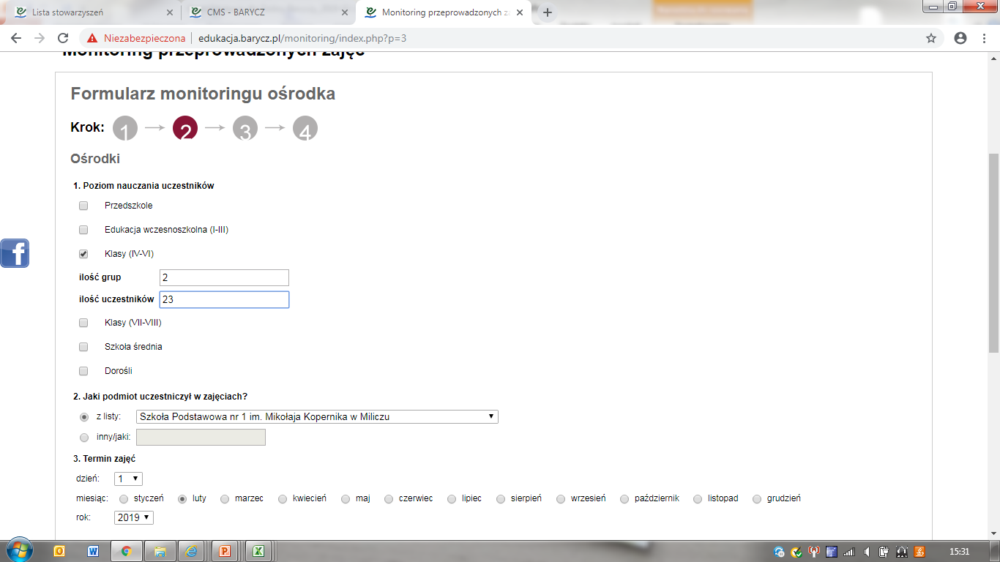 Lista stowarzyszeń
CMS - BARYCZ
Monitoring przeprowadzonych z
Niezabezpieczona
edukacja.barycz.pl/monitoring/index.php?p=3
Monitoring przeprowadzonych zajęć
Formularz monitoringu ośrodka
Krok: 1 2 3 4
Ośrodki
1. Poziom nauczania uczestników
Przedszkole
Edukacja wczesnoszkolna (I-III)
Klasy (IV-VI)
ilość grup 2
ilość uczestników 23
Klasy (VII-VIII)
Szkoła średnia
Dorośli
2. Jaki podmiot uczestniczył w zajęciach?
z listy: Szkoła Podstawowa nr 1 im. Mikołaja Kopernika w Miliczu
inny/jaki:
3. Termin zajęć
dzień: 1
miesiąc: styczeń luty marzec kwiecień maj czerwiec lipiec sierpień wrzesień październik listopad grudzień
rok: 2019
15:31